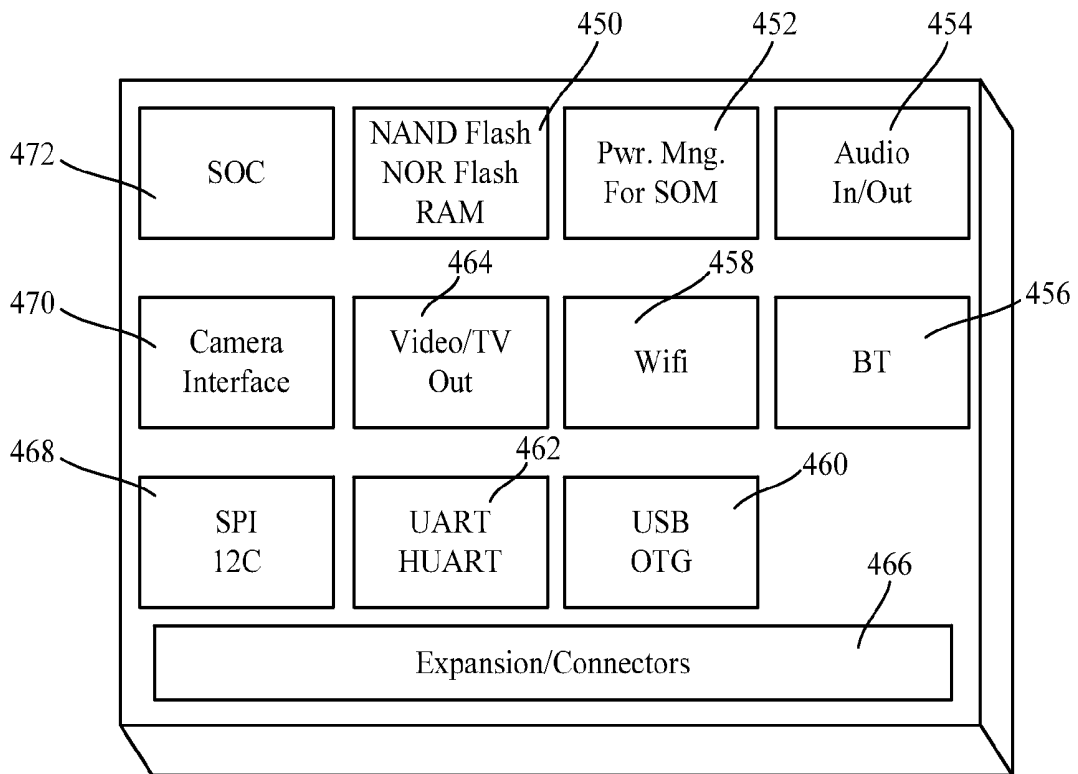 450
452
454
472
SOC
NAND Flash
NOR Flash
RAM
Pwr. Mng.
For SOM
Audio
In/Out
464
458
470
456
Camera
Interface
Video/TV
Out
Wifi
BT
468
462
460
SPI
12C
UART
HUART
USB
OTG
466
Expansion/Connectors